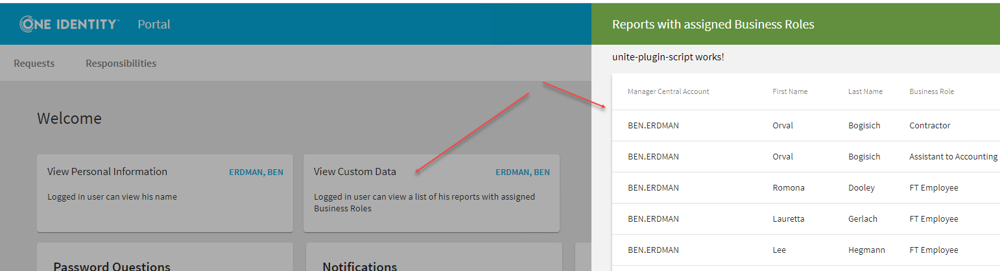 ONE IDENTITY™ Portal
Requests Responsibilities
Welcome
View Personal Information ERDMAN, BEN
Logged in user can view his name
View Custom Data ERDMAN, BEN
Logged in user can view a list of his reports with assigned
Business Roles
Password Questions
Notifications
Reports with assigned Business Roles
unite-plugin-script works!
Manager Central Account First Name Last Name Business Role
BEN.ERDMAN Orval Bogisich Contractor
BEN.ERDMAN Orval Bogisich Assistant to Accounting
BEN.ERDMAN Romona Dooley FT Employee
BEN.ERDMAN Lauretta Gerlach FT Employee
BEN.ERDMAN Lee Hegmann FT Employee